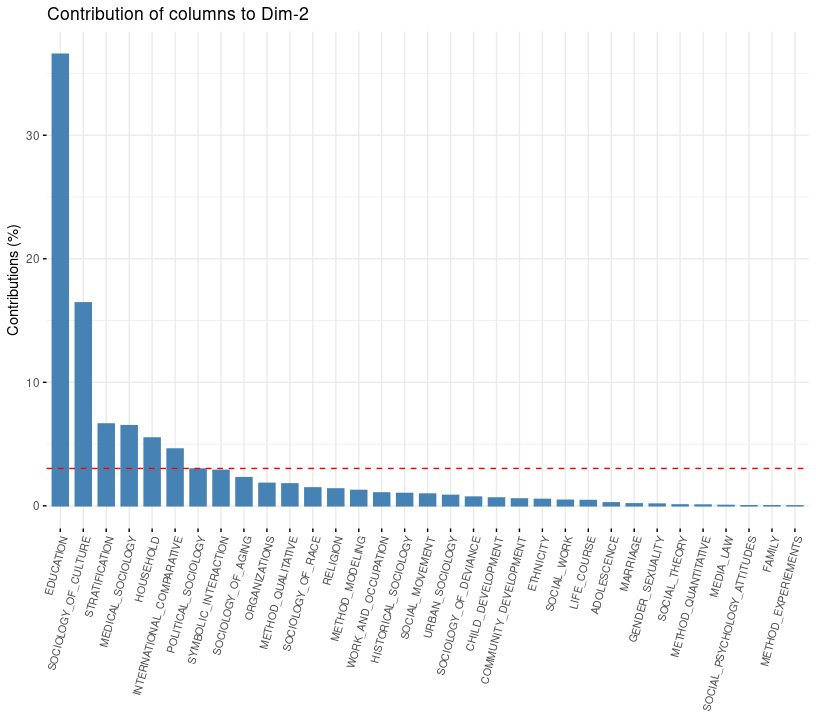 Contribution of columns to Dim-2
Contributions (%)
30
20
10
0
EDUCATION
SOCIOLOGY_OF_CULTURE
STRATIFICATION
MEDICAL_SOCIOLOGY
HOUSEHOLD
INTERNATIONAL_COMPARATIVE
POLITICAL_SOCIOLOGY
SYMBOLIC_INTERACTION
SOCIOLOGY_OF_AGING
ORGANIZATIONS
METHOD_QUALITATIVE
SOCIOLOGY_OF_RACE
RELIGION
METHOD_MODELING
WORK_AND_OCCUPATION
HISTORICAL_SOCIOLOGY
SOCIAL_MOVEMENT
URBAN_SOCIOLOGY
SOCIOLOGY_OF_DEVIANCE
CHILD_DEVELOPMENT
COMMUNITY_DEVELOPMENT
ETHNICITY
SOCIAL_WORK
LIFE_COURSE
ADOLESCENCE
MARRIAGE
GENDER_SEXUALITY
SOCIAL_THEORY
METHOD_QUANTITATIVE
MEDIA_LAW
SOCIAL_PSYCHOLOGY_ATTITUDES
FAMILY
METHOD_EXPERIEMENTS